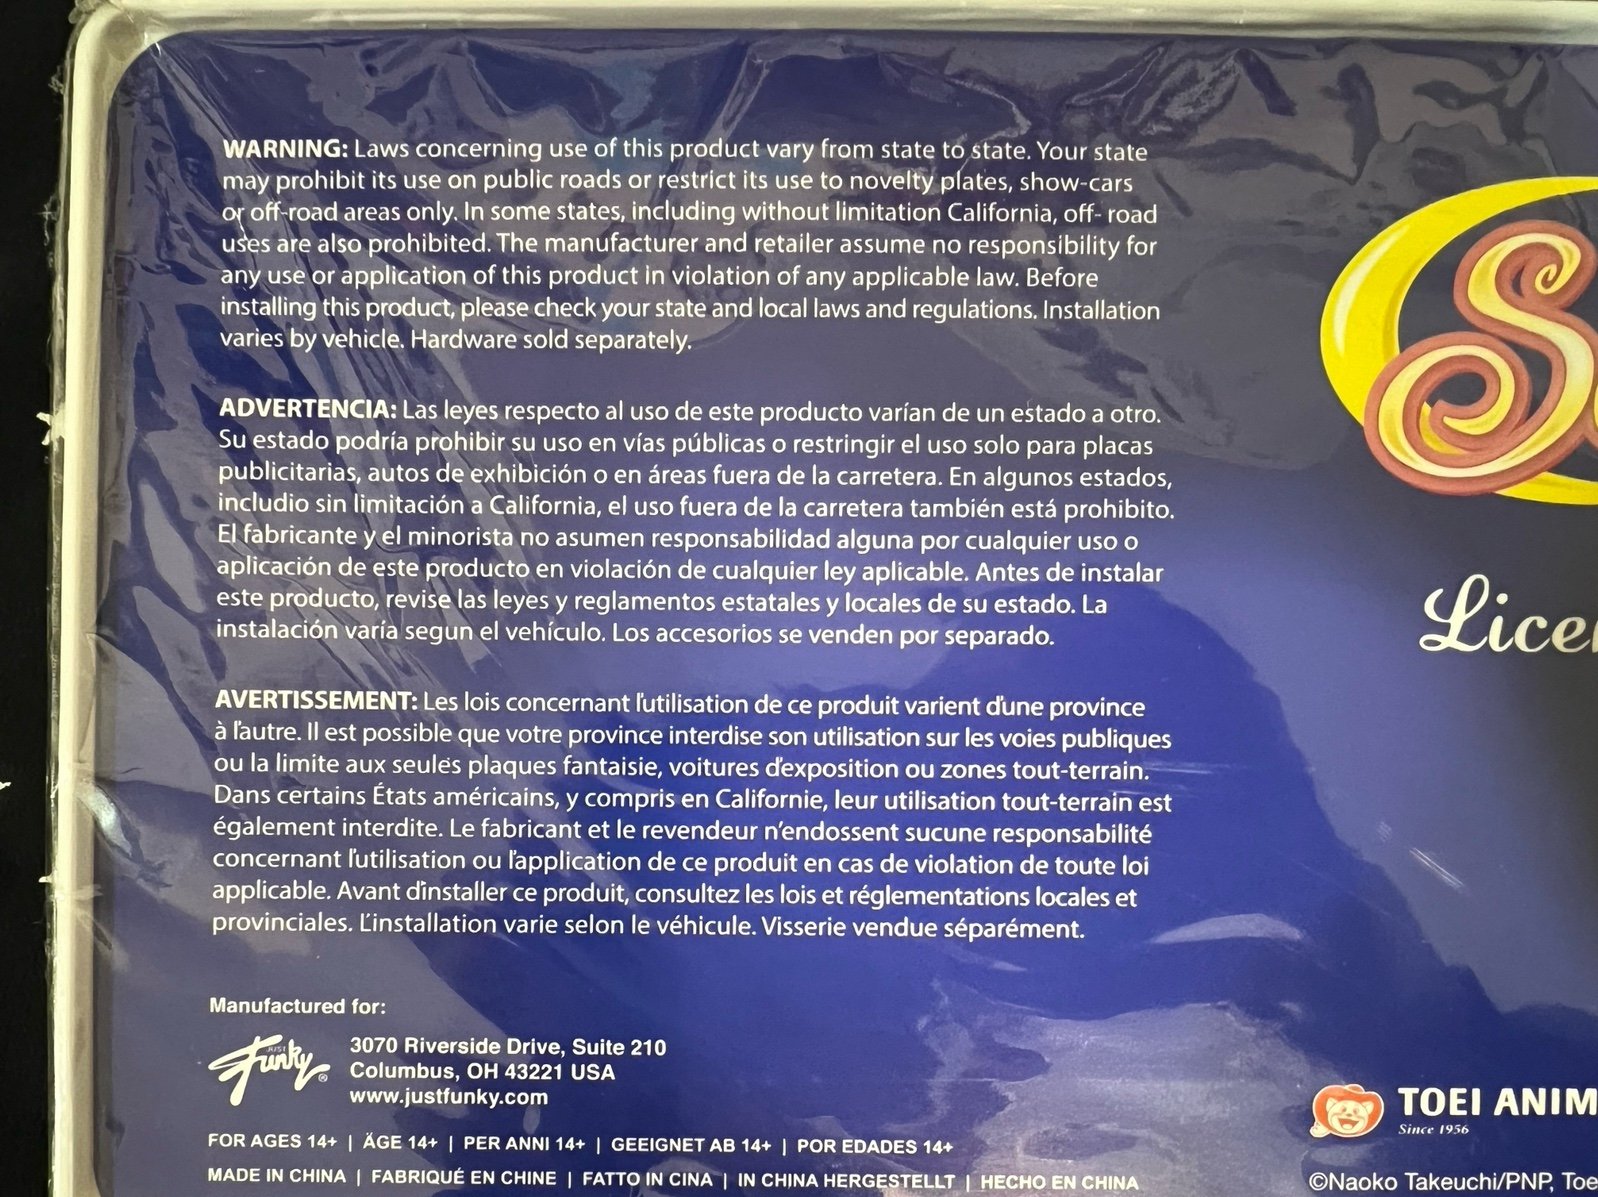 WARNING: Laws concerning use of this product vary from state to state. Your state
may prohibit its use on public roads or restrict its use to novelty plates, show-cars
or off-road areas only. In some states, including without limitation California, off- road
uses are also prohibited. The manufacturer and retailer assume no responsibility for
any use or application of this product in violation of any applicable law. Before
installing this product, please check your state and local laws and regulations. Installation
varies by vehicle. Hardware sold separately.
ADVERTENCIA: Las leyes respecto al uso de este producto varían de un estado a otro.
Su estado podría prohibir su uso en vías públicas o restringir el uso solo para placas
publicitarias, autos de exhibición o en áreas fuera de la carretera. En algunos estados,
includio sin limitación a California, el uso fuera de la carretera también está prohibito.
El fabricante y el minorista no asumen responsabilidad alguna por cualquier uso o
aplicación de este producto en violación de cualquier ley aplicable. Antes de instalar
este producto, revise las leyes y reglamentos estatales y locales de su estado. La
instalación varía segun el vehículo. Los accesorios se venden por separado.
AVERTISSEMENT: Les lois concernant l'utilisation de ce produit varient d'une province
à l'autre. Il est possible que votre province interdise son utilisation sur les voies publiques
ou la limite aux seules plaques fantaisie, voitures d'exposition ou zones tout-terrain.
Dans certains États américains, y compris en Californie, leur utilisation tout-terrain est
également interdite. Le fabricant et le revendeur n'endossent sucune responsabilité
concernant l'utilisation ou l'application de ce produit en cas de violation de toute loi
applicable. Avant d'installer ce produit, consultez les lois et réglementations locales et
provinciales. L'installation varie selon le véhicule. Visserie vendue séparément.
Manufactured for:
JUST Funky®
3070 Riverside Drive, Suite 210
Columbus, OH 43221 USA
www.justfunky.com
FOR AGES 14+ | ÄGE 14+ | PER ANNI 14+ | GEEIGNET AB 14+ | POR EDADES 14+
MADE IN CHINA | FABRIQUÉ EN CHINE | FATTO IN CINA | IN CHINA HERGESTELLT | HECHO EN CHINA
S
Licen
TOEI ANIM
Since 1956
©Naoko Takeuchi/PNP, Toe